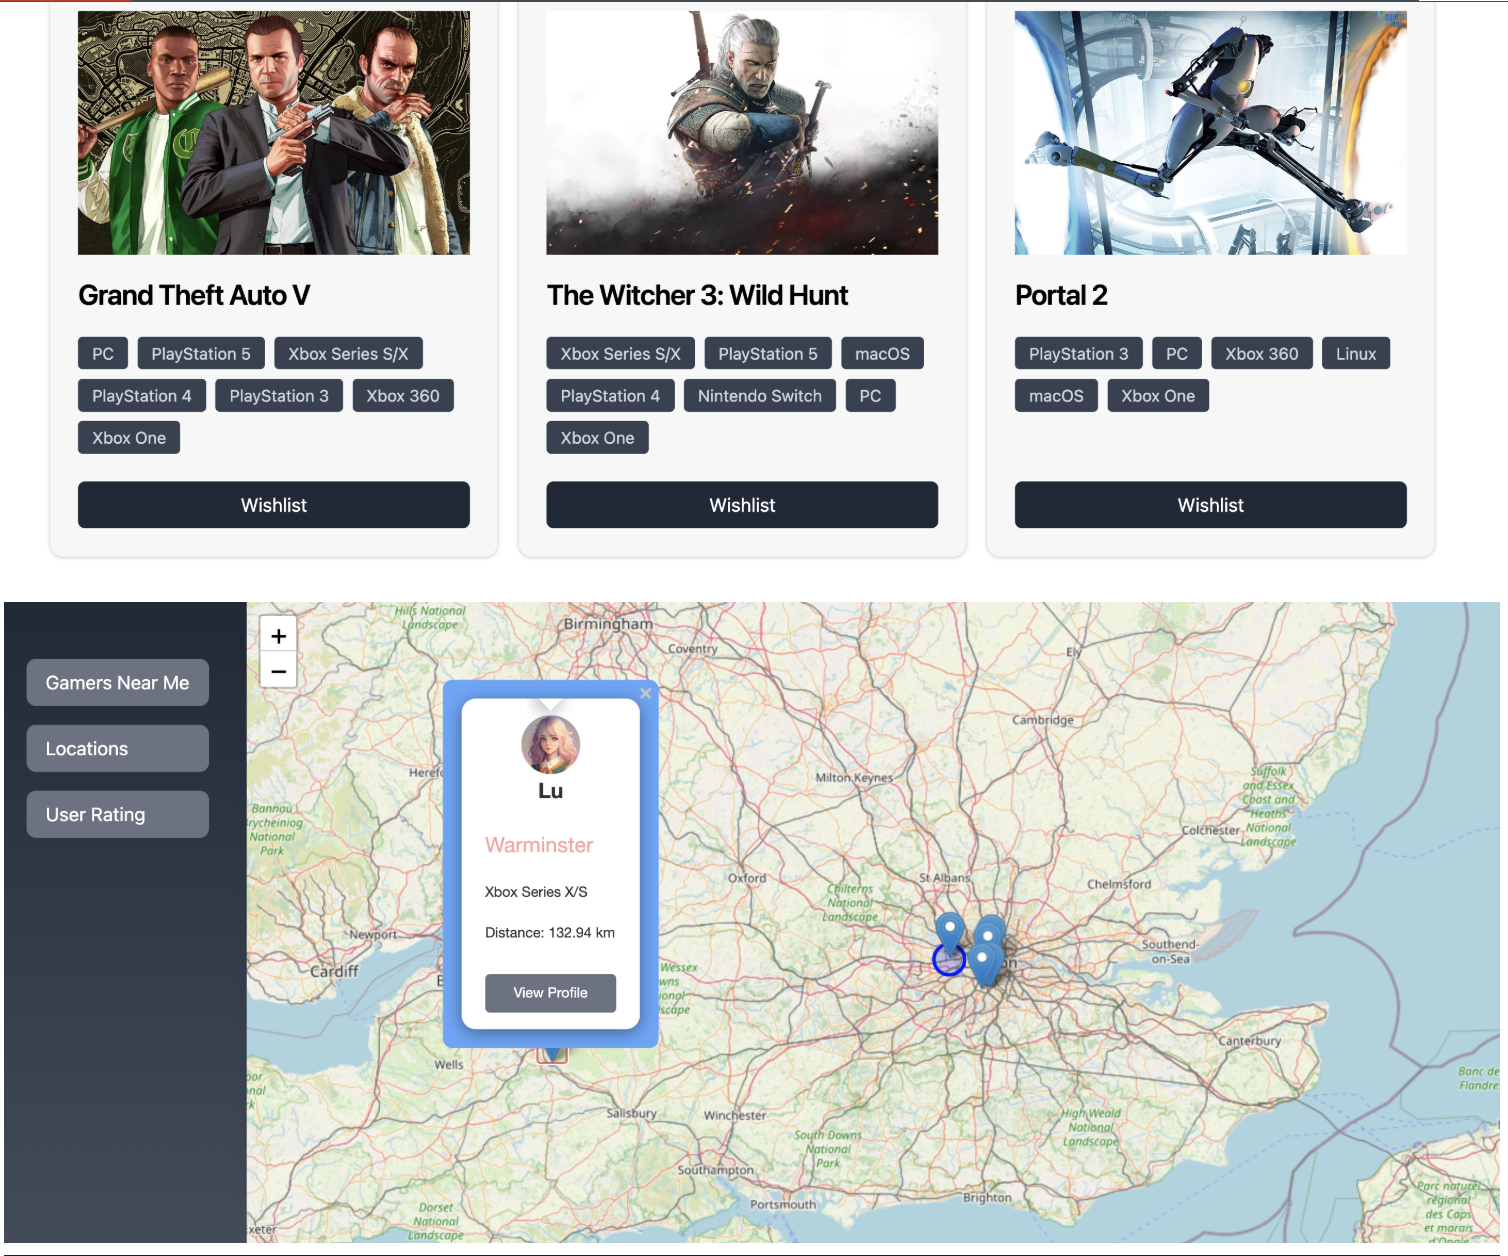 Grand Theft Auto V
PC PlayStation 5 Xbox Series S/X
PlayStation 4 PlayStation 3 Xbox 360
Xbox One
Wishlist
The Witcher 3: Wild Hunt
Xbox Series S/X PlayStation 5 macOS
PlayStation 4 Nintendo Switch PC
Xbox One
Wishlist
Portal 2
PlayStation 3 PC Xbox 360 Linux
macOS Xbox One
Wishlist
Gamers Near Me
Locations
User Rating
+
−
Hills National
Landscape
Birmingham
Coventry
Ely
Cambridge
Milton Keynes
Suffolk
and Essex
Coast and
Heaths
National
Landscape
Colchester
Bannau
Brycheiniog
National
Park
×
Lu
Warminster
Xbox Series X/S
Distance: 132.94 km
View Profile
Oxford
St Albans
Chelmsford
Chilterns
National
Landscape
Newport
Cardiff
Southend-
on-Sea
Wessex
Wells
Canterbury
Banc de
Flandre
Salisbury
Winchester
High Weald
National
Landscape
South Downs
National
Park
Southampton
Portsmouth
Brighton
Dorset
National
Landscape
Parc naturel
régional
des Caps
et marais
d'Opale